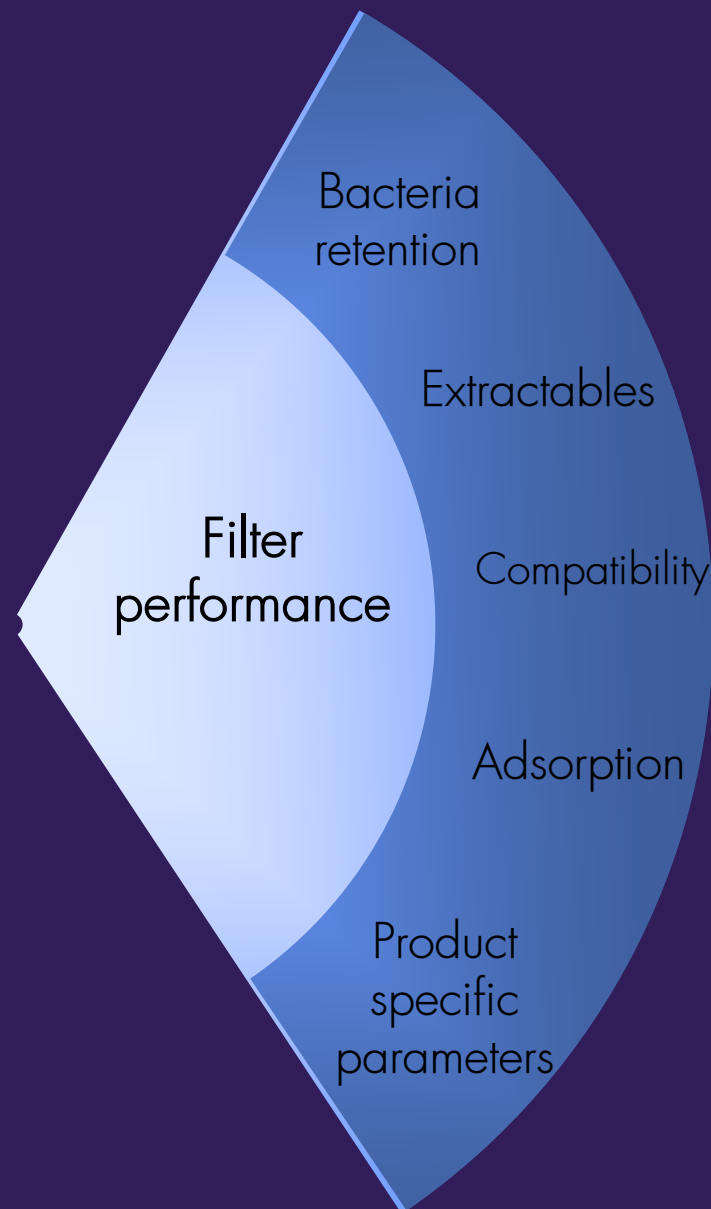 Bacteria
retention
Extractables
Filter
performance
Compatibility
Adsorption
Product
specific
parameters